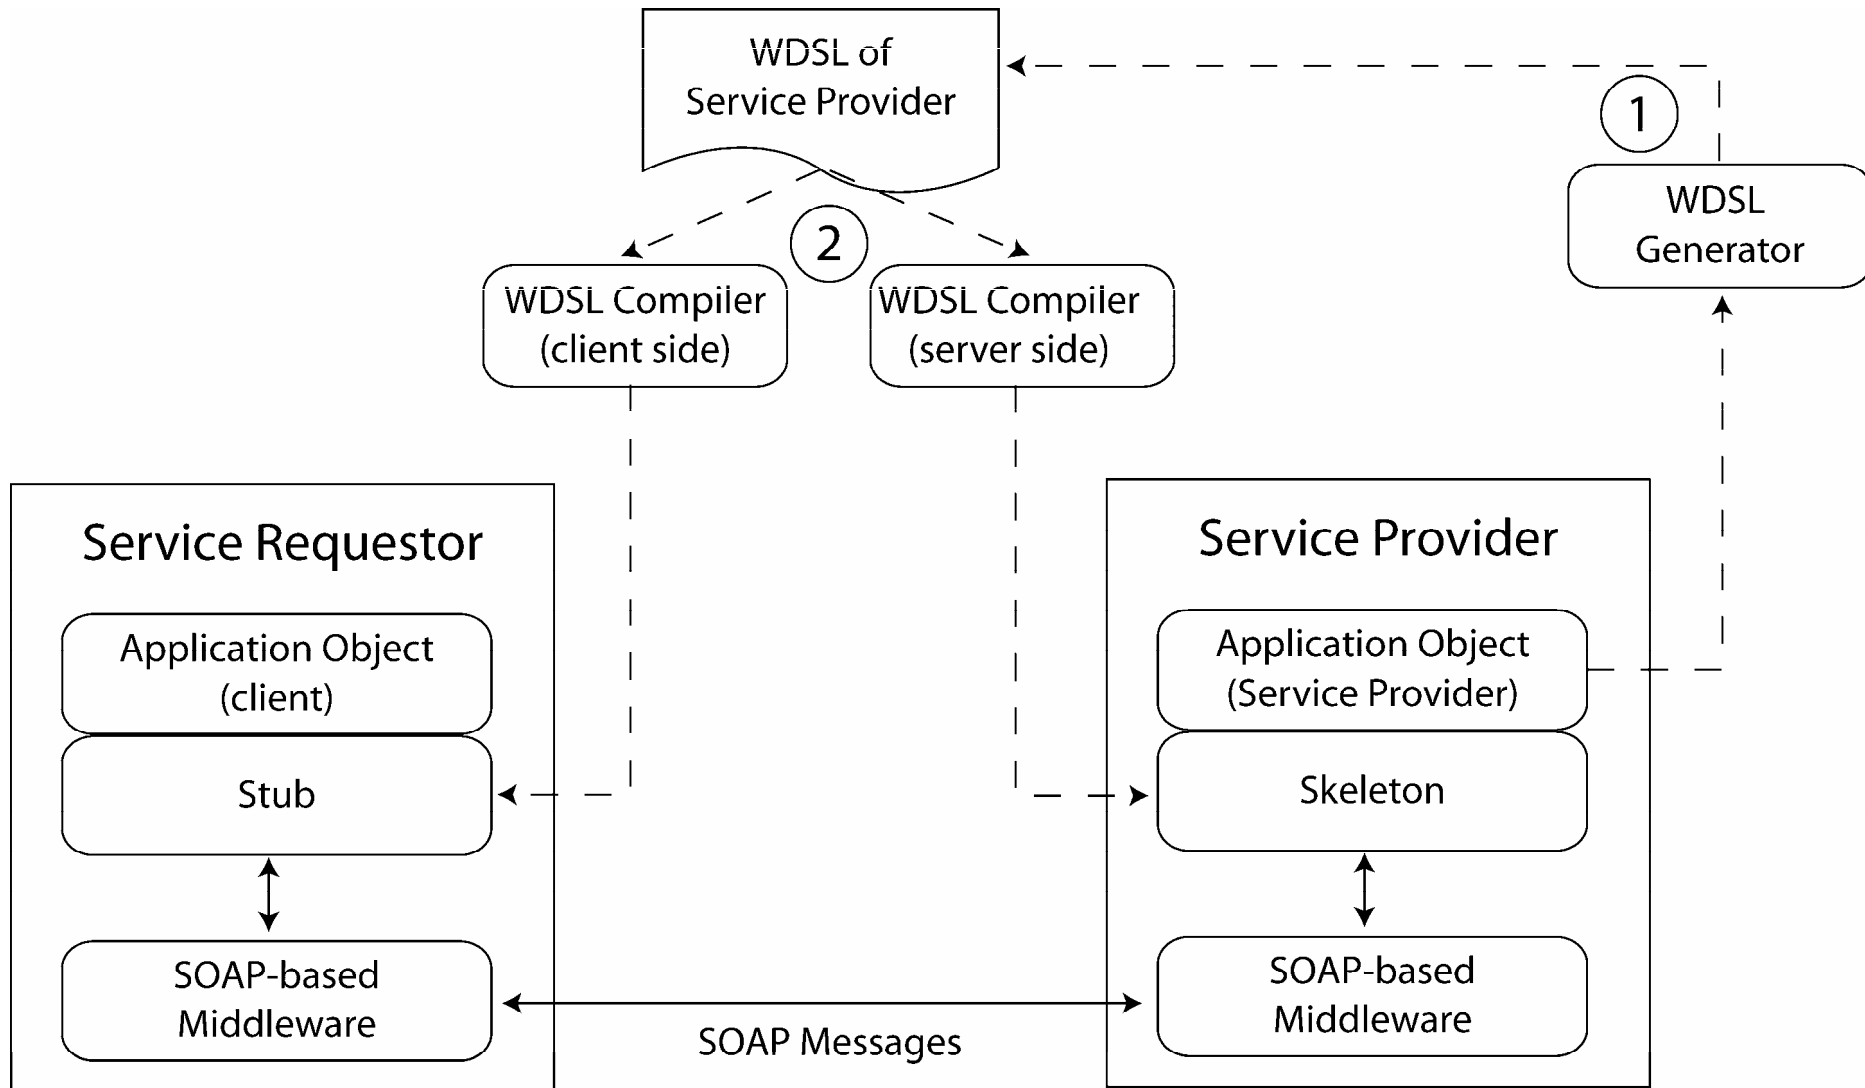 WDSL of
Service Provider
1
WDSL
Generator
2
WDSL Compiler
(client side)
WDSL Compiler
(server side)
Service Requestor
Application Object
(client)
Stub
SOAP-based
Middleware
SOAP Messages
Service Provider
Application Object
(Service Provider)
Skeleton
SOAP-based
Middleware